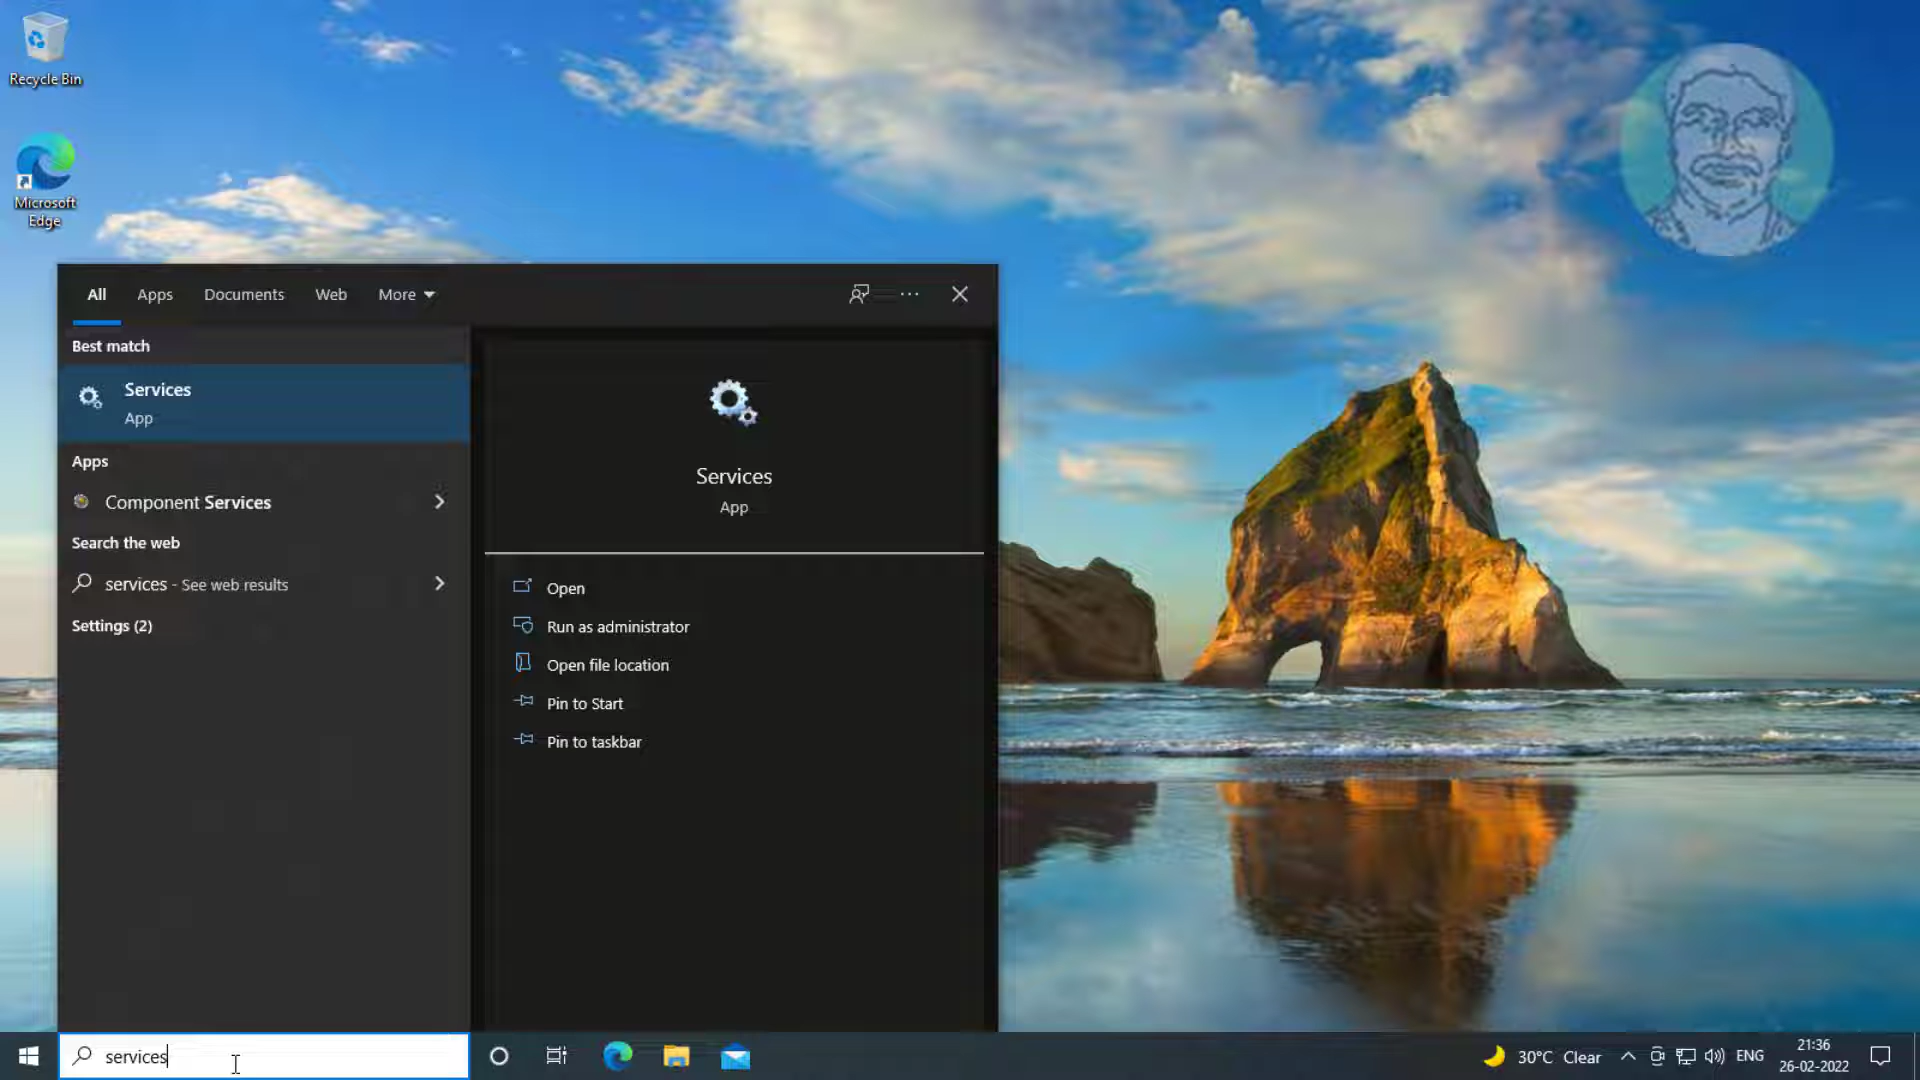 Recycle Bin
Microsoft
Edge
All
Apps
Documents
Web
More
Best match
Services
App
Apps
Component Services
Search the web
services - See web results
Settings (2)
Services
App
Open
Run as administrator
Open file location
Pin to Start
Pin to taskbar
services
30°C Clear
ENG
21:36
26-02-2022